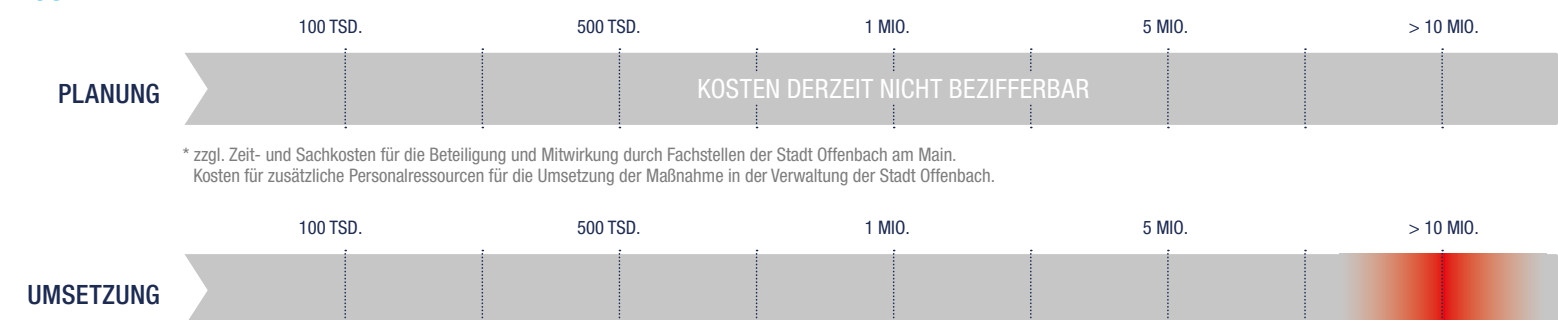 100 TSD. 500 TSD. 1 MIO. 5 MIO. > 10 MIO.
PLANUNG KOSTEN DERZEIT NICHT BEZIFFERBAR
* zzgl. Zeit- und Sachkosten für die Beteiligung und Mitwirkung durch Fachstellen der Stadt Offenbach am Main.
Kosten für zusätzliche Personalressourcen für die Umsetzung der Maßnahme in der Verwaltung der Stadt Offenbach.
100 TSD. 500 TSD. 1 MIO. 5 MIO. > 10 MIO.
UMSETZUNG